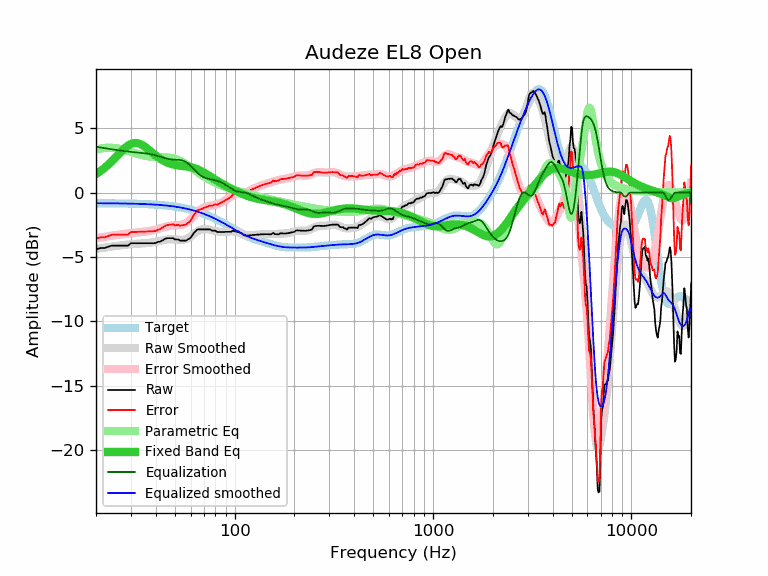 Audeze EL8 Open
Amplitude (dBr)
5
0
−5
−10
−15
−20
Target
Raw Smoothed
Error Smoothed
Raw
Error
Parametric Eq
Fixed Band Eq
Equalization
Equalized smoothed
100 1000 10000
Frequency (Hz)